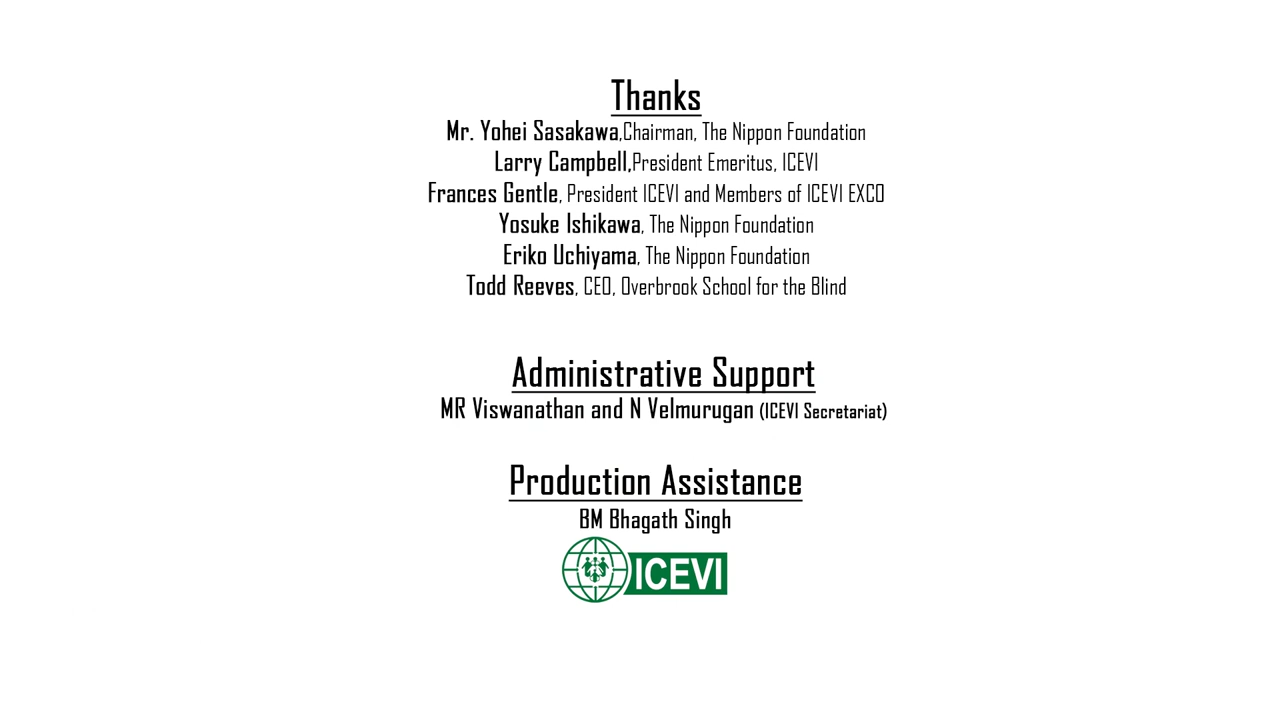 Thanks
Mr. Yohei Sasakawa,Chairman, The Nippon Foundation
Larry Campbell,President Emeritus, ICEVI
Frances Gentle, President ICEVI and Members of ICEVI EXCO
Yosuke Ishikawa, The Nippon Foundation
Eriko Uchiyama, The Nippon Foundation
Todd Reeves, CEO, Overbrook School for the Blind
Administrative Support
MR Viswanathan and N Velmurugan (ICEVI Secretariat)
Production Assistance
BM Bhagath Singh
ICEVI